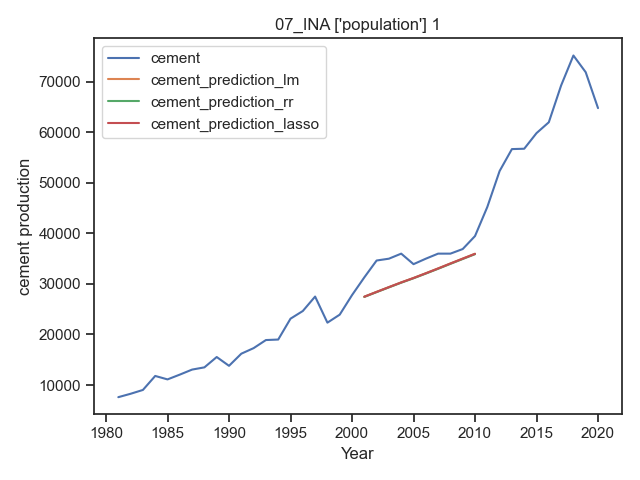 07_INA ['population'] 1
cement
cement_prediction_lm
cement_prediction_rr
cement_prediction_lasso
cement production
70000
60000
50000
40000
30000
20000
10000
1980 1985 1990 1995 2000 2005 2010 2015 2020
Year